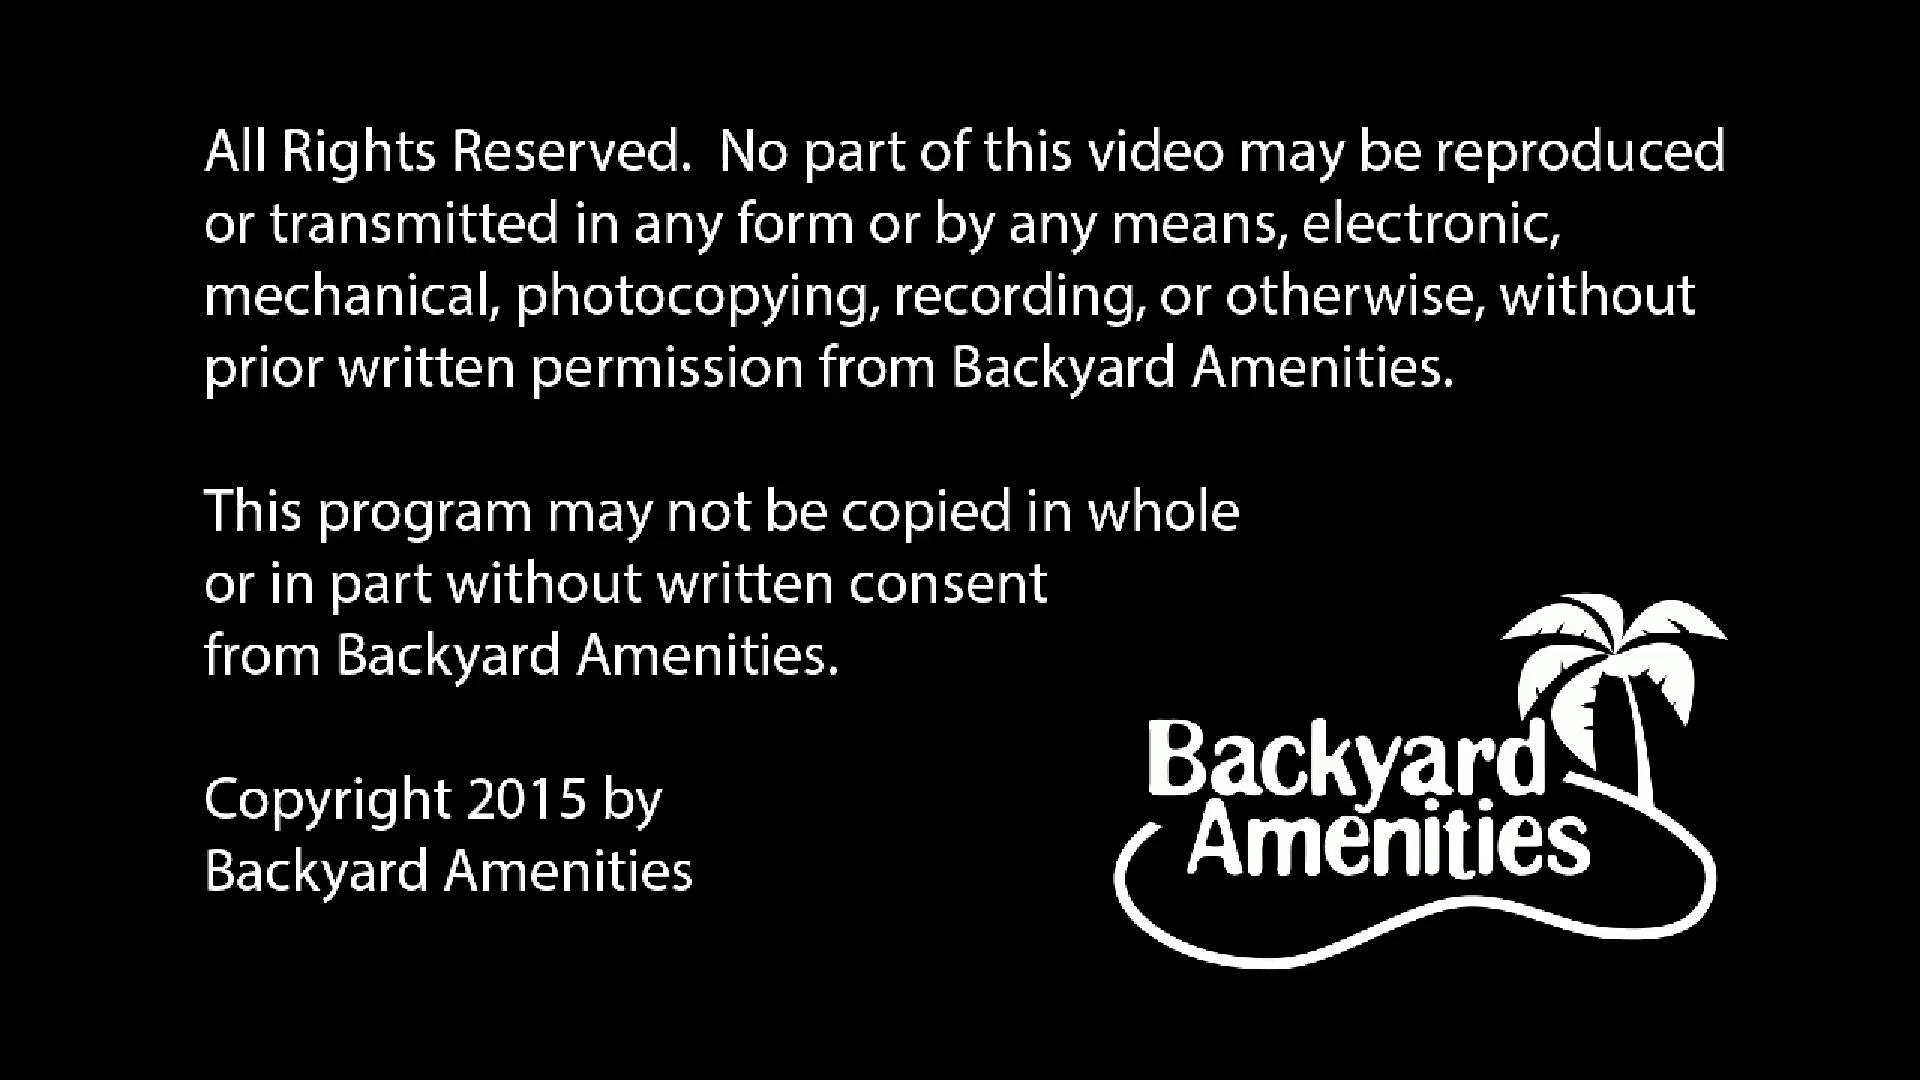 All Rights Reserved.  No part of this video may be reproduced
or transmitted in any form or by any means, electronic,
mechanical, photocopying, recording, or otherwise, without
prior written permission from Backyard Amenities.
This program may not be copied in whole
or in part without written consent
from Backyard Amenities.
Copyright 2015 by
Backyard Amenities
Backyard
Amenities